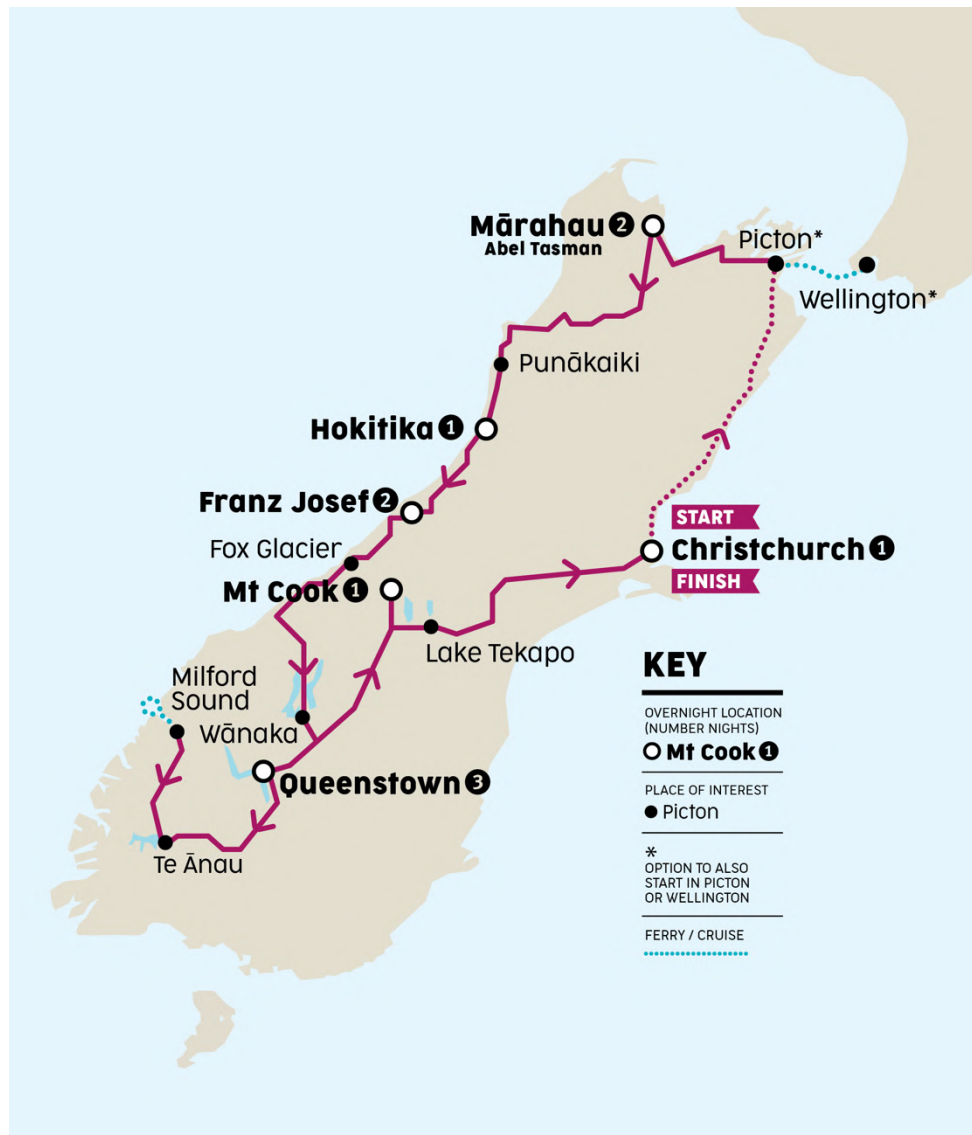 Mārahau 2
Abel Tasman
Picton*
Wellington*
Punākaiki
Hokitika 1
Franz Josef 2
START
Christchurch 1
FINISH
Fox Glacier
Mt Cook 1
Lake Tekapo
Milford
Sound
Wānaka
Queenstown 3
Te Ānau
KEY
OVERNIGHT LOCATION
(NUMBER NIGHTS)
Mt Cook 1
PLACE OF INTEREST
Picton
*
OPTION TO ALSO
START IN PICTON
OR WELLINGTON
FERRY / CRUISE